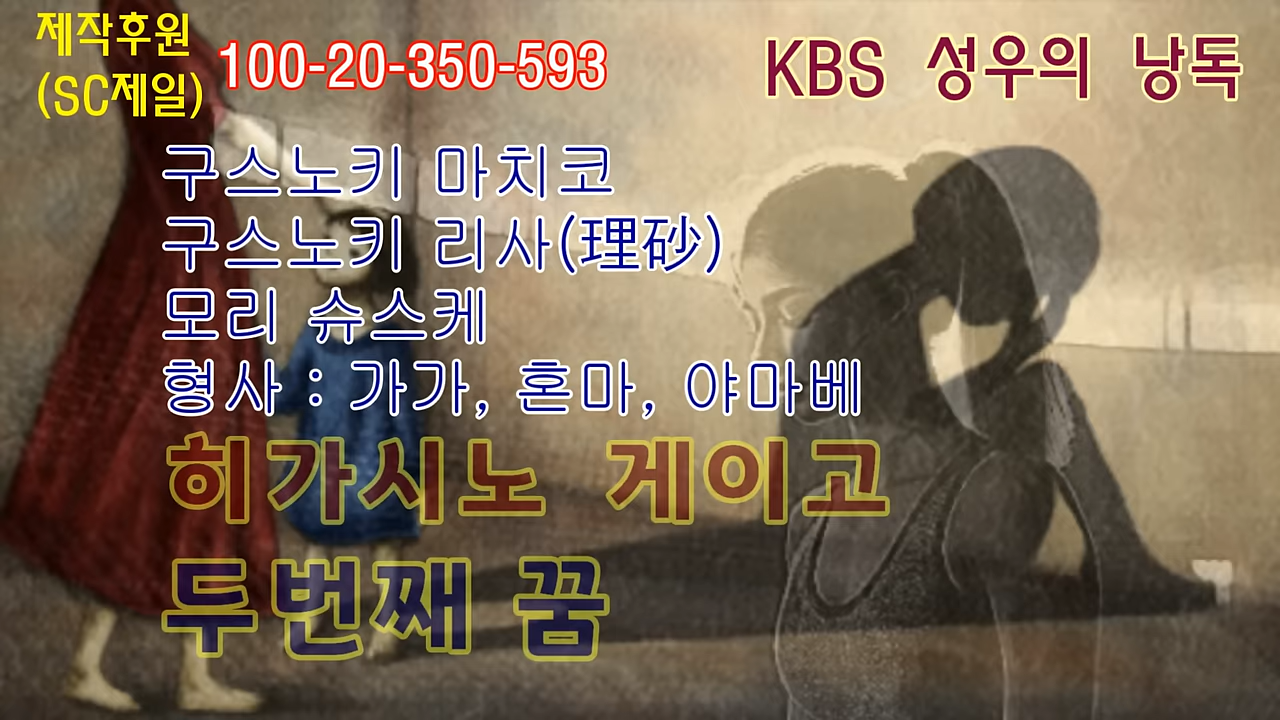 제작후원
(SC제일)
100-20-350-593
KBS 성우의 낭독
구스노키 마치코
구스노키 리사(理砂)
모리 슈스케
형사 : 가가, 혼마, 야마베
히가시노 게이고
두번째 꿈